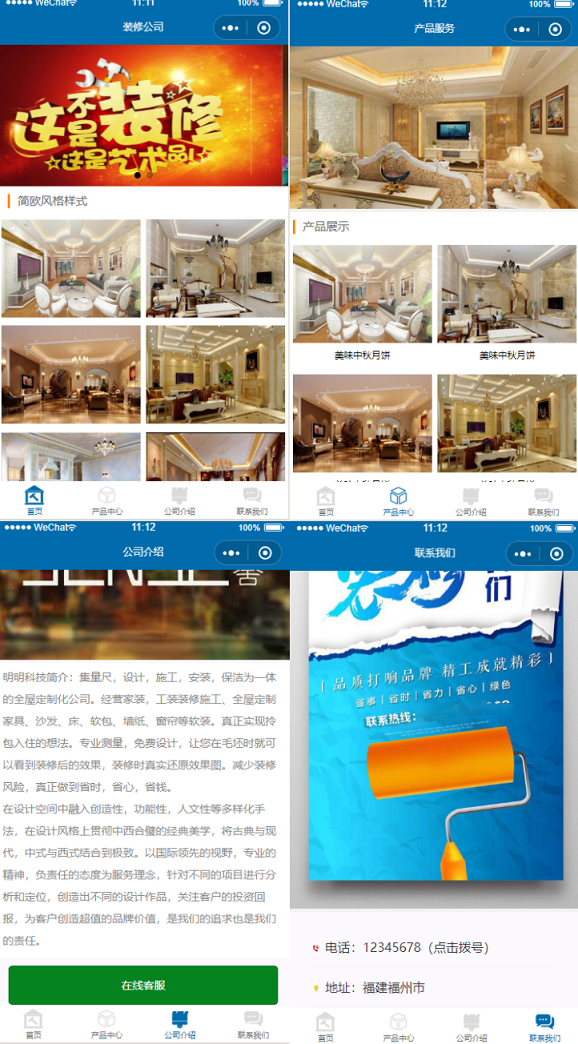 WeChat
11:11
100%
装修公司
这不是装修
这是艺术品!
简欧风格样式
首页
产品中心
公司介绍
联系我们
WeChat
11:12
100%
产品服务
产品展示
美味中秋月饼
美味中秋月饼
首页
产品中心
公司介绍
联系我们
WeChat
11:12
100%
公司介绍
舍
明明科技简介：集量尺，设计，施工，安装，保洁为一体
的全屋定制化公司。经营家装，工装装修施工、全屋定制
家具、沙发、床、软包、墙纸、窗帘等软装。真正实现拎
包入住的想法。专业测量，免费设计，让您在毛坯时就可
以看到装修后的效果，装修时真实还原效果图。减少装修
风险，真正做到省时，省心，省钱。
在设计空间中融入创造性，功能性，人文性等多样化手
法，在设计风格上贯彻中西合璧的经典美学，将古典与现
代，中式与西式结合到极致。以国际领先的视野，专业的
精神，负责任的态度为服务理念，针对不同的项目进行分
析和定位，创造出不同的设计作品，关注客户的投资回
报，为客户创造超值的品牌价值，是我们的追求也是我们
的责任。
在线客服
首页
产品中心
公司介绍
联系我们
WeChat
11:12
100%
联系我们
们
[ 品质打响品牌 精工成就精彩 ]
省事 | 省时 | 省力 | 省心 | 绿色
联系热线：
电话：12345678（点击拨号）
地址：福建福州市
首页
产品中心
公司介绍
联系我们